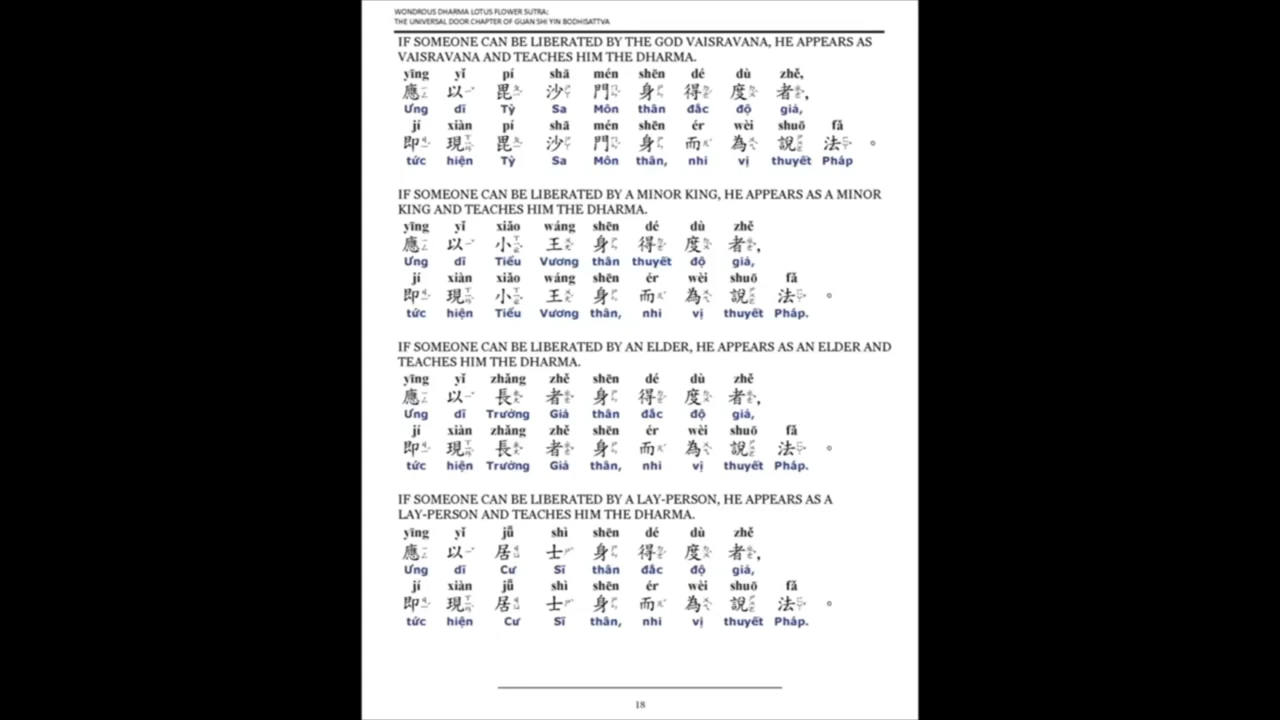 WONDROUS DHARMA LOTUS FLOWER SUTRA;
THE UNIVERSAL DOOR CHAPTER OF GUAN SHI YIN BODHISATTVA
IF SOMEONE CAN BE LIBERATED BY THE GOD VAISRAVANA, HE APPEARS AS
VAISRAVANA AND TEACHES HIM THE DHARMA.
yīng yǐ pí shā mén shēn dé dù zhě,
應以毘沙門身得度者,
Ưng dĩ Tỳ Sa Môn thân đắc độ giả,
jí xiàn pí shā mén shēn ér wèi shuō fǎ
即現毘沙門身而為說法。
tức hiện Tỳ Sa Môn thân, nhi vị thuyết Pháp
IF SOMEONE CAN BE LIBERATED BY A MINOR KING, HE APPEARS AS A MINOR
KING AND TEACHES HIM THE DHARMA.
yīng yǐ xiǎo wáng shēn dé dù zhě
應以小王身得度者,
Ưng dĩ Tiểu Vương thân thuyết độ giả,
jí xiàn xiǎo wáng shēn ér wèi shuō fǎ
即現小王身而為說法。
tức hiện Tiểu Vương thân, nhi vị thuyết Pháp.
IF SOMEONE CAN BE LIBERATED BY AN ELDER, HE APPEARS AS AN ELDER AND
TEACHES HIM THE DHARMA.
yīng yǐ zhǎng zhě shēn dé dù zhě
應以長者身得度者,
Ưng dĩ Trưởng Giả thân đắc độ giả,
jí xiàn zhǎng zhě shēn ér wèi shuō fǎ
即現長者身而為說法。
tức hiện Trưởng Giả thân, nhi vị thuyết Pháp.
IF SOMEONE CAN BE LIBERATED BY A LAY-PERSON, HE APPEARS AS A
LAY-PERSON AND TEACHES HIM THE DHARMA.
yīng yǐ jǖ shì shēn dé dù zhě
應以居士身得度者,
Ưng dĩ Cư Sĩ thân đắc độ giả,
jí xiàn jǖ shì shēn ér wèi shuō fǎ
即現居士身而為說法。
tức hiện Cư Sĩ thân, nhi vị thuyết Pháp.
18